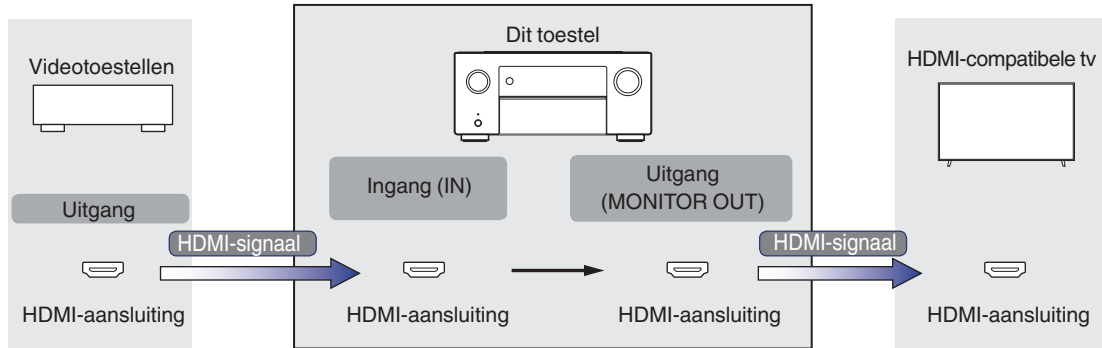 Videotoestellen
Uitgang
HDMI-signaal
HDMI-aansluiting
Dit toestel
Ingang (IN)
HDMI-aansluiting
Uitgang
(MONITOR OUT)
HDMI-aansluiting
HDMI-signaal
HDMI-compatibele tv
HDMI-aansluiting